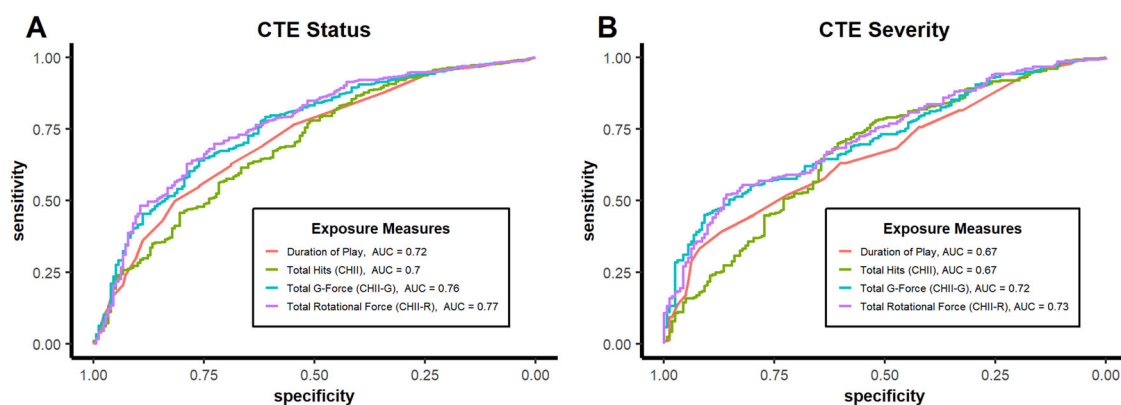 A
CTE Status
1.00
0.75
0.50
0.25
0.00
sensitivity
Exposure Measures
Duration of Play, AUC = 0.72
Total Hits (CHII), AUC = 0.7
Total G-Force (CHII-G), AUC = 0.76
Total Rotational Force (CHII-R), AUC = 0.77
1.00 0.75 0.50 0.25 0.00
specificity
B
CTE Severity
1.00
0.75
0.50
0.25
0.00
sensitivity
Exposure Measures
Duration of Play, AUC = 0.67
Total Hits (CHII), AUC = 0.67
Total G-Force (CHII-G), AUC = 0.72
Total Rotational Force (CHII-R), AUC = 0.73
1.00 0.75 0.50 0.25 0.00
specificity